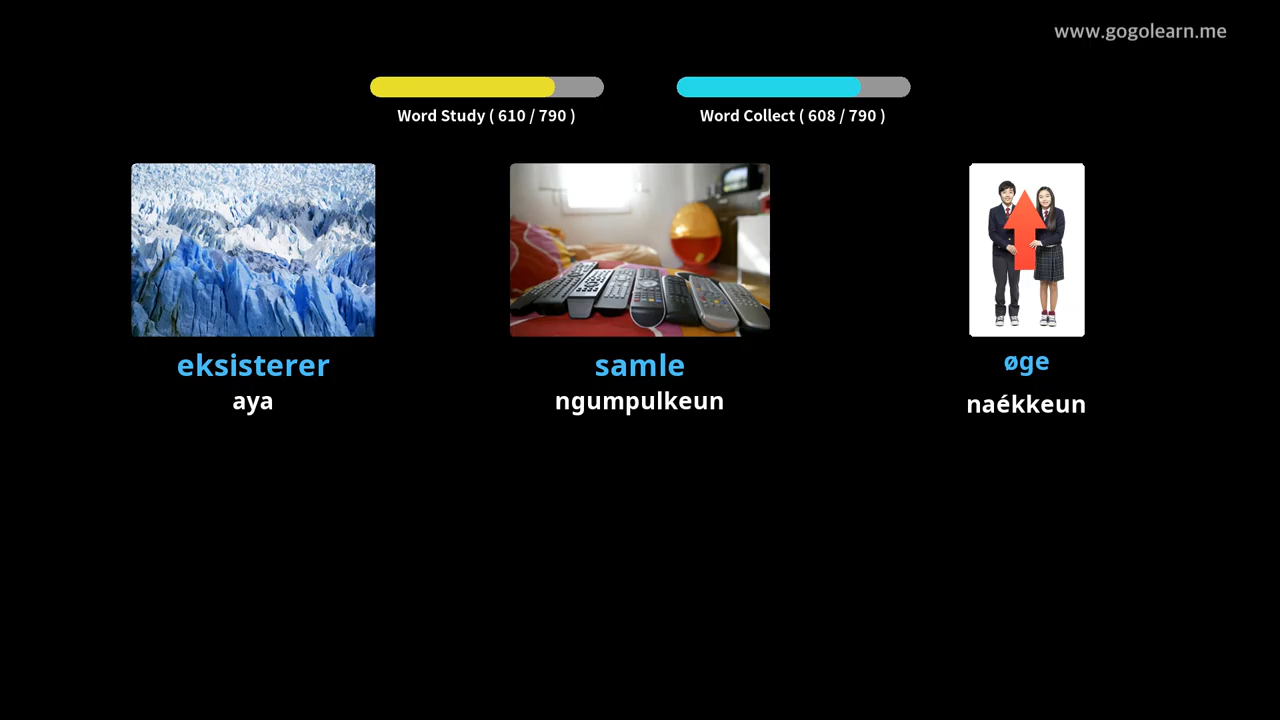 www.gogolearn.me
Word Study ( 610 / 790 )
Word Collect ( 608 / 790 )
eksisterer
aya
samle
ngumpulkeun
øge
naékkeun